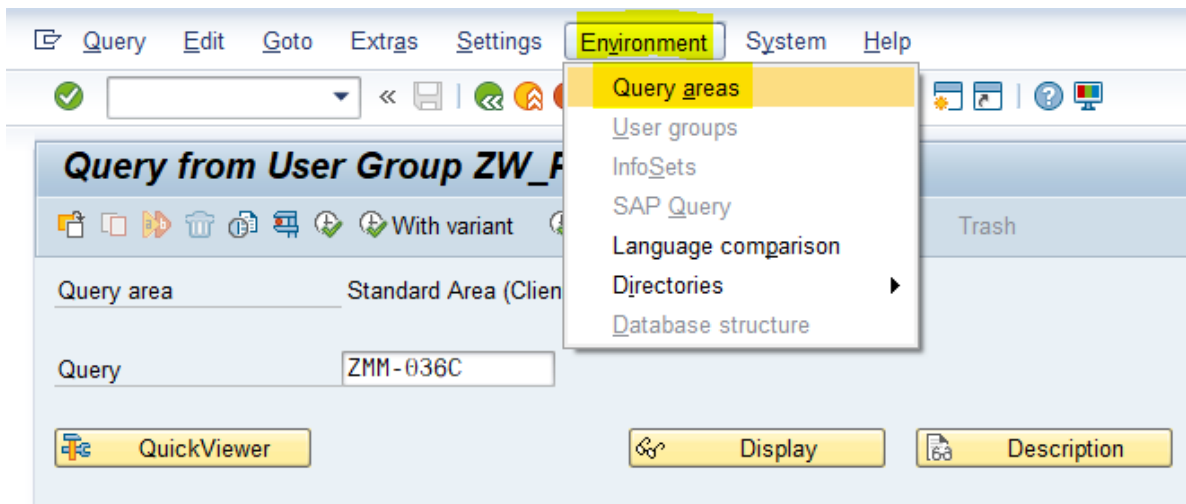 Query Edit Goto Extras Settings Environment System Help
Query areas
User groups
InfoSets
SAP Query
Language comparison
Directories
Database structure
Query from User Group ZW_
With variant
Trash
Query area Standard Area (Clien
Query ZMM-036C
QuickViewer Display Description